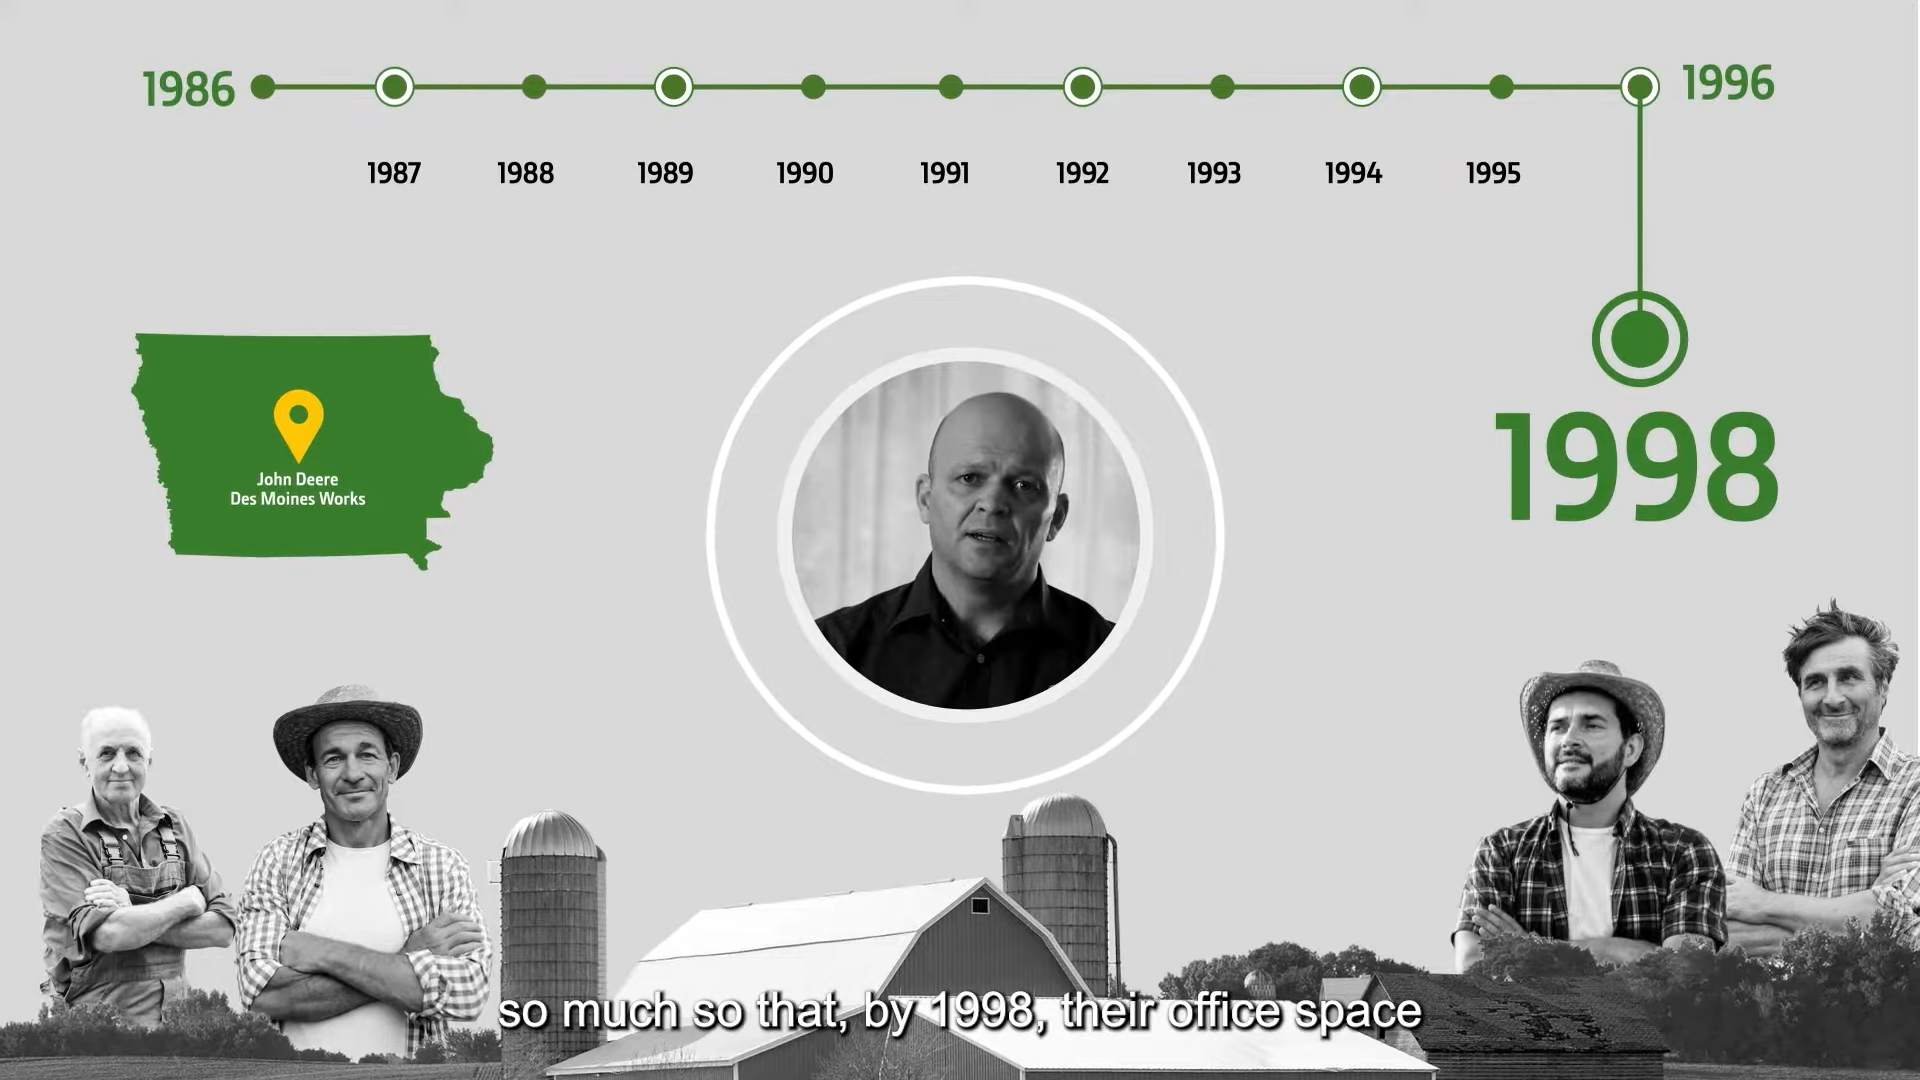 1986
1996
1987 1988 1989 1990 1991 1992 1993 1994 1995
John Deere
Des Moines Works
1998
so much so that, by 1998, their office space